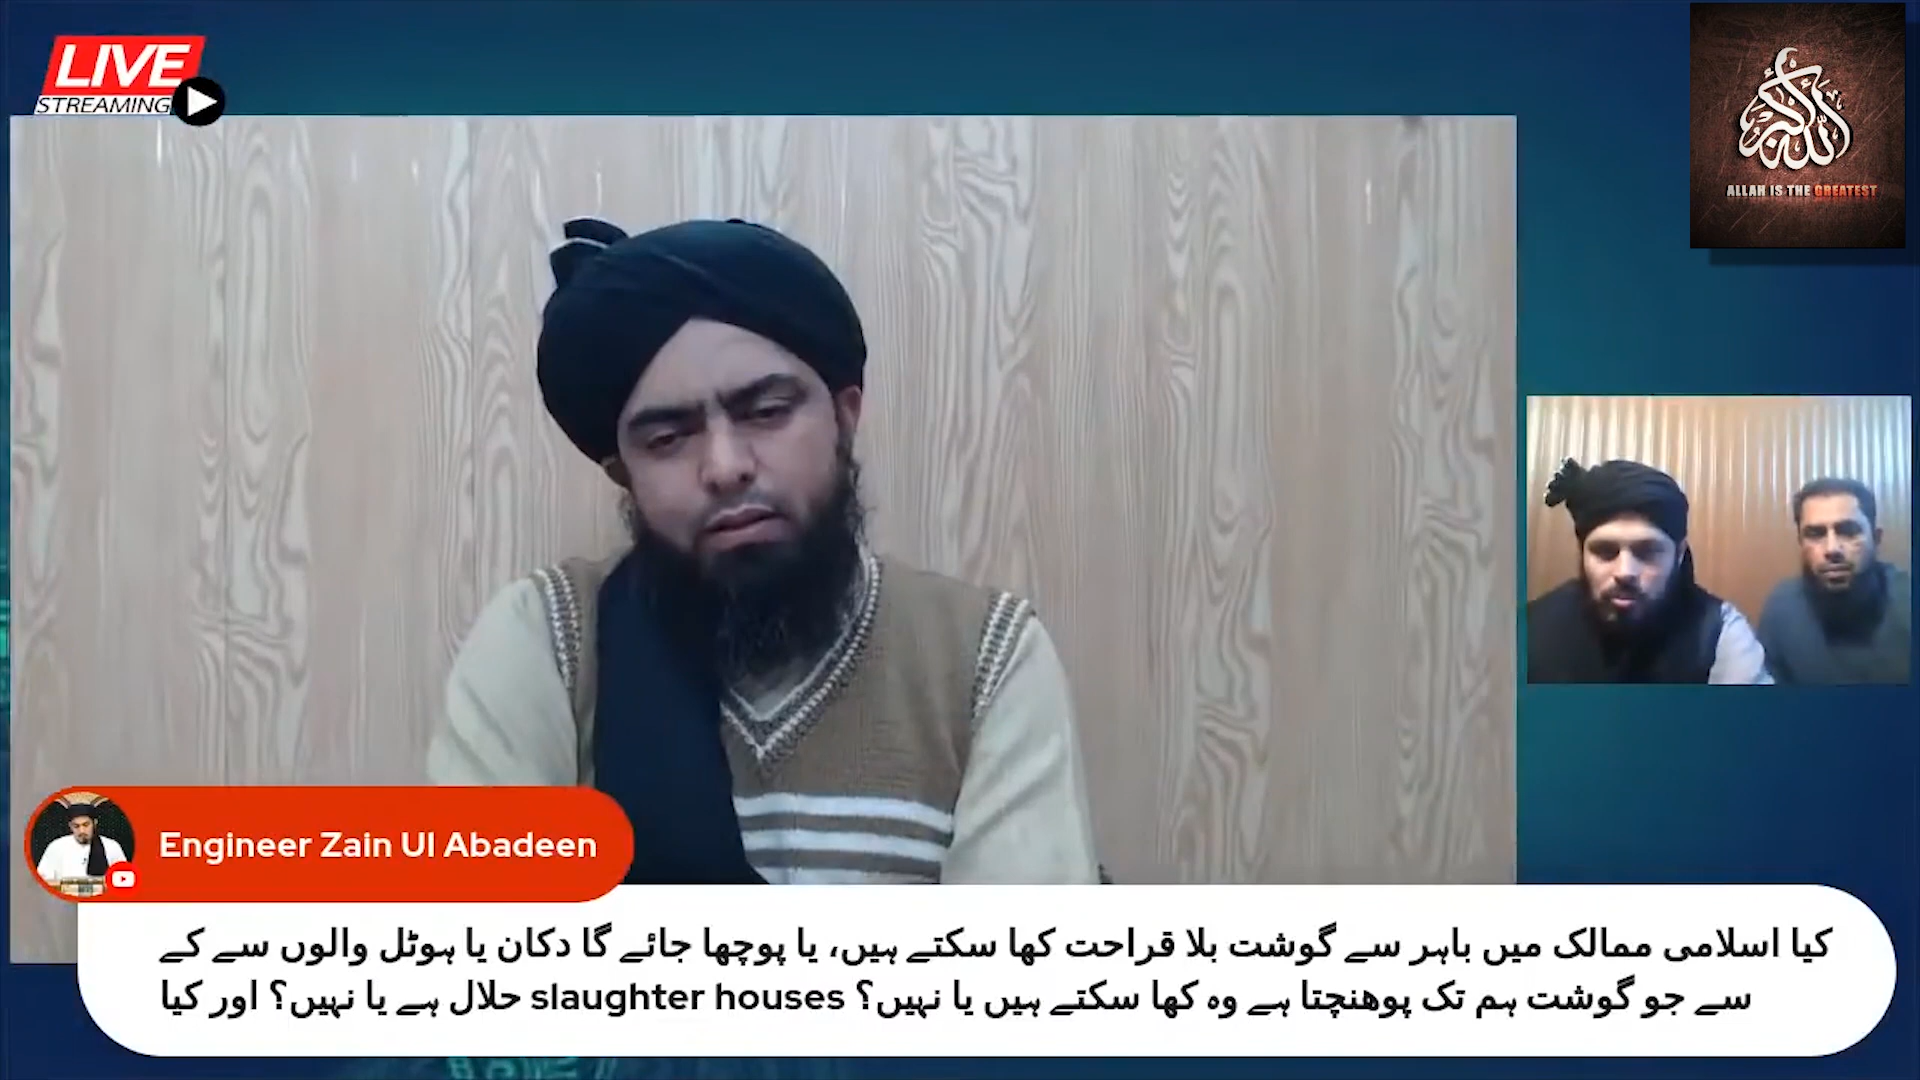 LIVE
STREAMING
الله أكبر
ALLAH IS THE GREATEST
Engineer Zain Ul Abadeen
کیا اسلامی ممالک میں باہر سے گوشت بلا قراحت کھا سکتے ہیں، یا پوچھا جائے گا دکان یا ہوٹل والوں سے کے
حلال ہے یا نہیں؟ اور کیا slaughter houses سے جو گوشت ہم تک پوھنچتا ہے وہ کھا سکتے ہیں یا نہیں؟